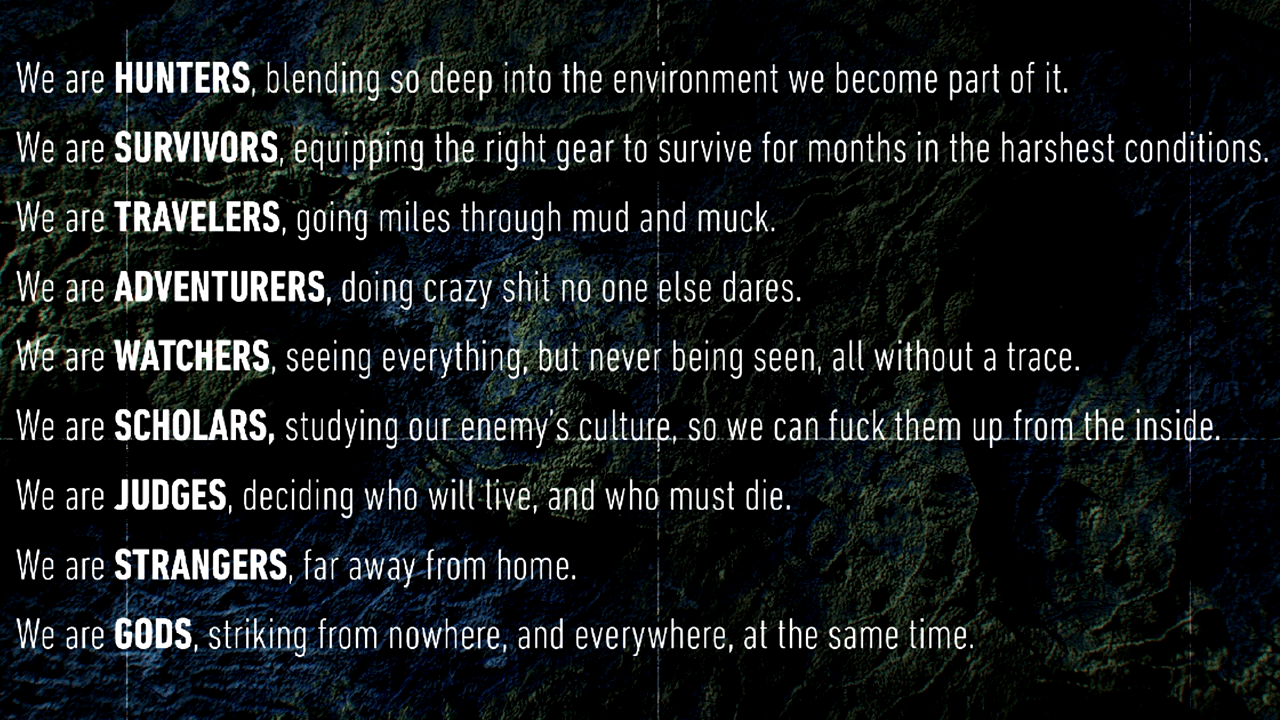 We are HUNTERS, blending so deep into the environment we become part of it.
We are SURVIVORS, equipping the right gear to survive for months in the harshest conditions.
We are TRAVELERS, going miles through mud and muck.
We are ADVENTURERS, doing crazy shit no one else dares.
We are WATCHERS, seeing everything, but never being seen, all without a trace.
We are SCHOLARS, studying our enemy’s culture, so we can fuck them up from the inside.
We are JUDGES, deciding who will live, and who must die.
We are STRANGERS, far away from home.
We are GODS, striking from nowhere, and everywhere, at the same time.